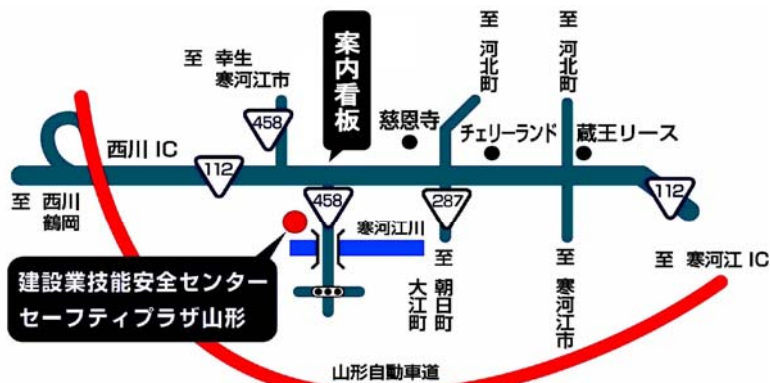 至 幸生
寒河江市
案内看板
至 河北町
至 河北町
458
慈恩寺
チェリーランド
蔵王リース
西川 IC
112
至 西川
鶴岡
458
287
112
寒河江川
建設業技能安全センター
セーフティプラザ山形
至 朝日町
大江町
至 寒河江市
至 寒河江 IC
山形自動車道